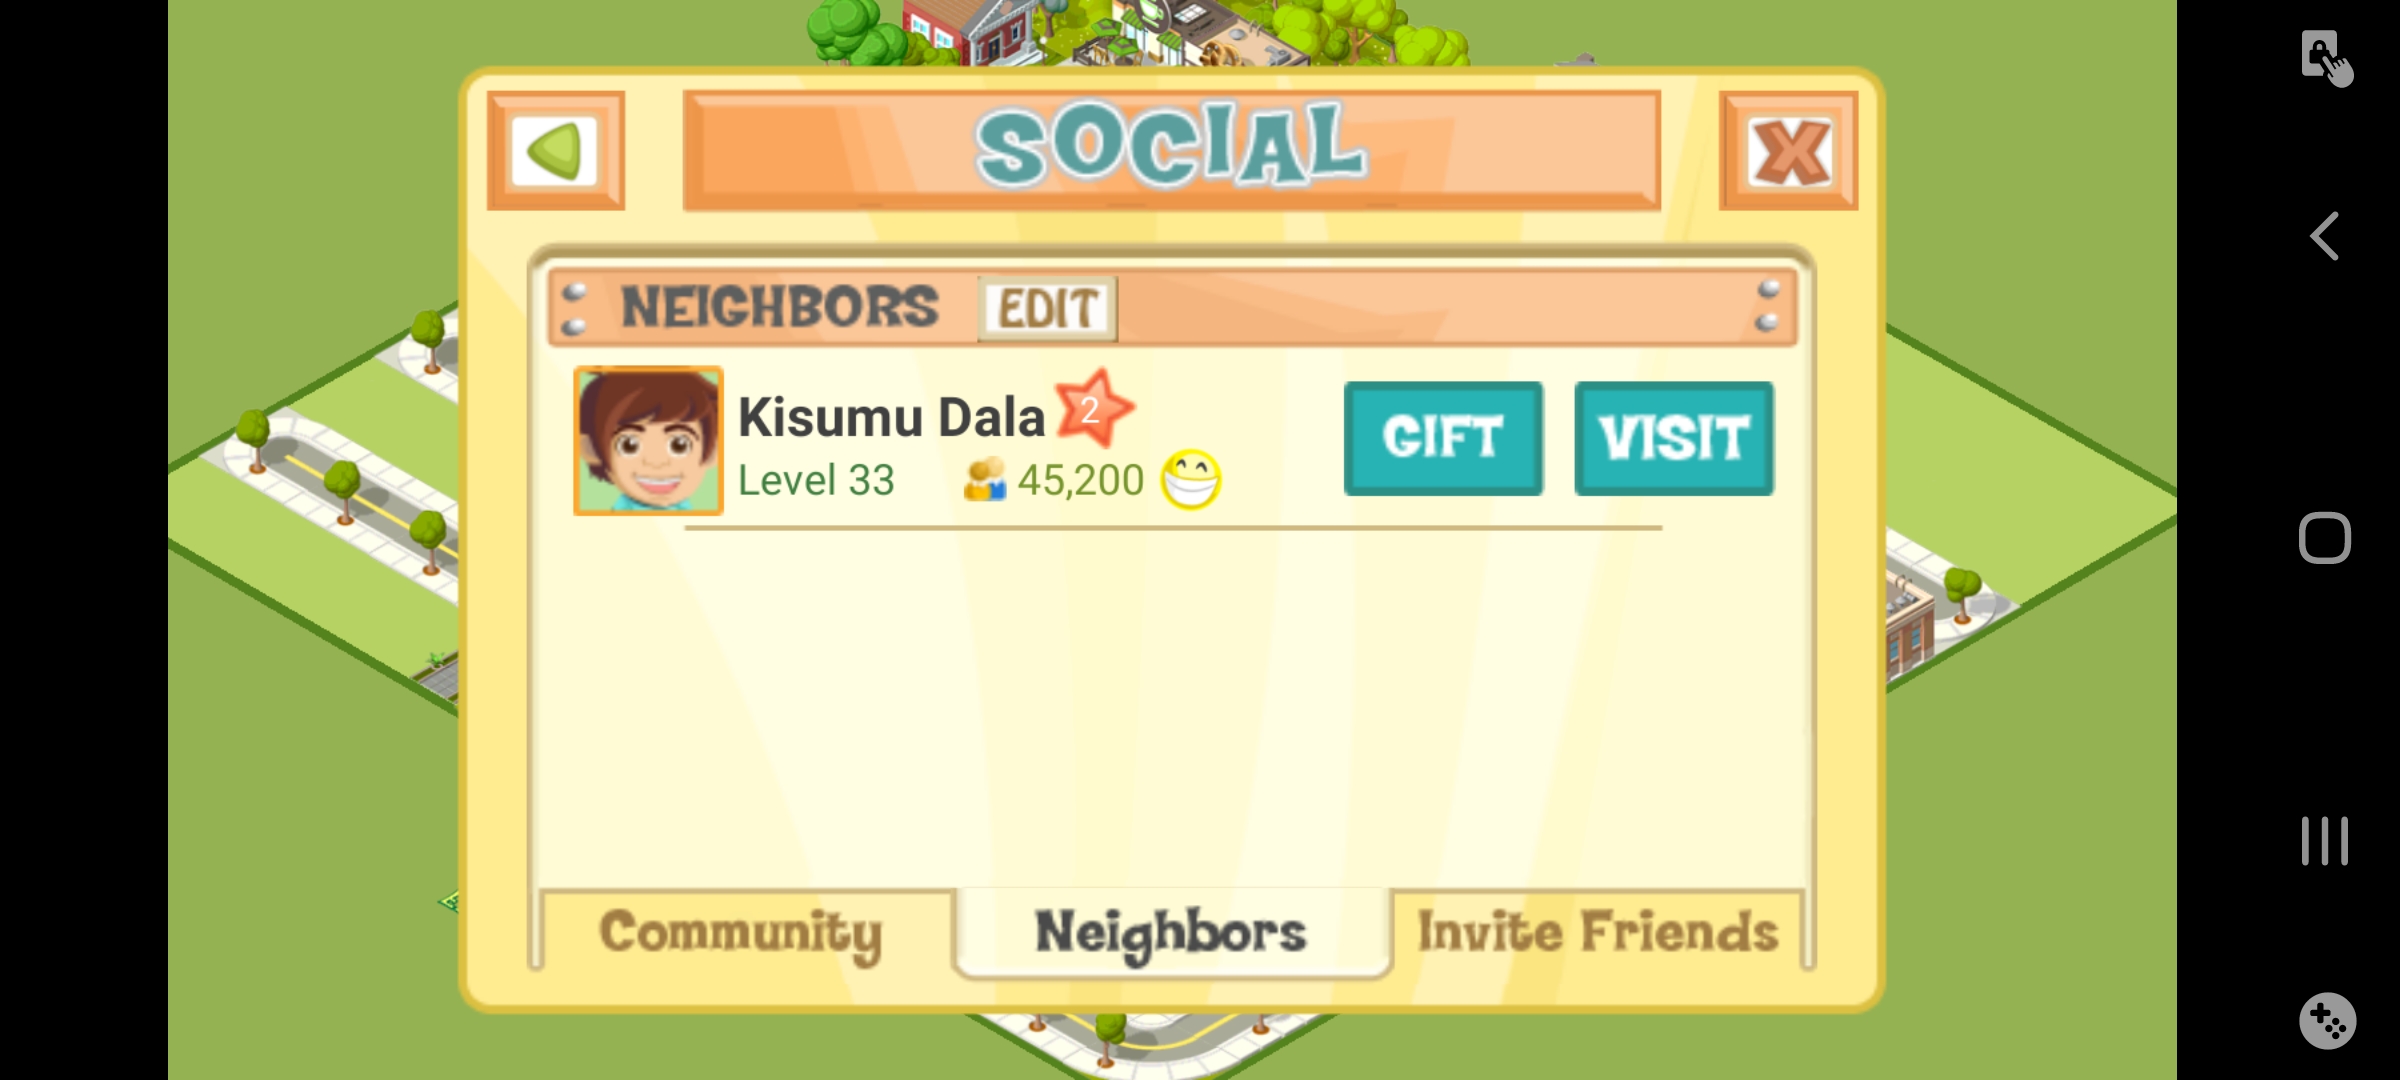 SOCIAL
NEIGHBORS EDIT
Kisumu Dala 2
Level 33 45,200
GIFT VISIT
Community Neighbors Invite Friends